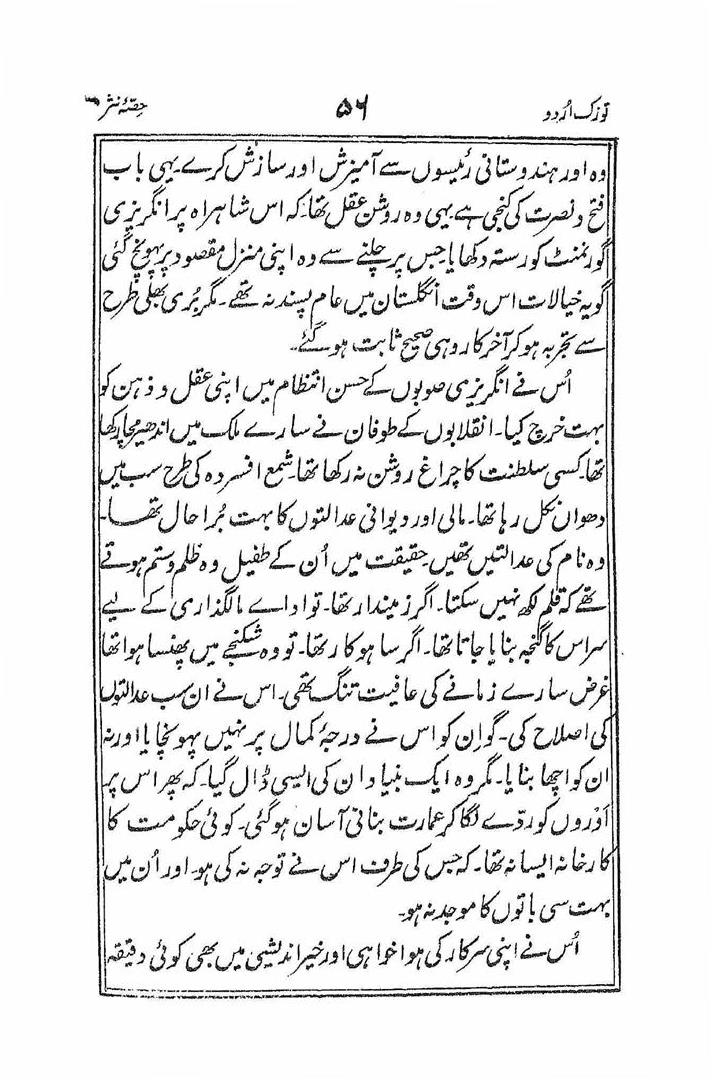 توزک اُردو ۵۶ حصّۂ نثر
وہ اور ہندوستانی رئیسوں سے آمیزش اور سازش کرے۔ یہی باب
فتح و نصرت کی کنجی ہے۔ یہی وہ روشن عقل تھا۔ کہ اس شاہراہ پر انگریزی
گورنمنٹ کو رستہ دکھایا۔ جس پر چلنے سے وہ اپنی منزل مقصود پر پہونچ گئی
گو یہ خیالات اس وقت انگلستان میں عام پسند نہ تھے۔ مگر بُری بھلی طرح
سے تجربہ ہو کر آخر کار وہی صحیح ثابت ہو گئے۔
اُس نے انگریزی صوبوں کے حسن انتظام میں اپنی عقل و ذہن کو
بہت خرچ کیا۔ انقلابوں کے طوفان نے سارے ملک میں اندھیر مچا رکھا
تھا۔ کسی سلطنت کا چراغ روشن نہ رکھا تھا۔ شمع افسردہ کی طرح سب میں
دھواں نکل رہا تھا۔ مالی اور دیوانی عدالتوں کا بہت بُرا حال تھا۔
وہ نام کی عدالتیں تھیں۔ حقیقت میں اُن کے طفیل وہ ظلم و ستم ہوتے
تھے کہ قلم لکھ نہیں سکتا۔ اگر زمیندار تھا۔ تو اداے مالگذاری کے لیے
سر اس کا گنجہ بنایا جاتا تھا۔ اگر ساہوکار تھا۔ تو وہ شکنجے میں پھنسا ہوا تھا
غرض سارے زمانے کی عافیت تنگ تھی۔ اس نے ان سب عدالتوں
کی اصلاح کی۔ گو اِن کو اس نے درجۂ کمال پر نہیں پہونچایا اور نہ
ان کو اچھا بنایا۔ مگر وہ ایک بنیاد ان کی ایسی ڈال گیا۔ کہ پھر اس پر
اَوروں کو ردّے لگا کر عمارت بنانی آسان ہو گئی۔ کوئی حکومت کا
کارخانہ ایسا نہ تھا۔ کہ جس کی طرف اس نے توجہ نہ کی ہو۔ اور اُن میں
بہت سی باتوں کا موجد نہ ہو۔
اُس نے اپنی سرکار کی ہوا خواہی اور خیر اندیشی میں بھی کوئی دقیقہ